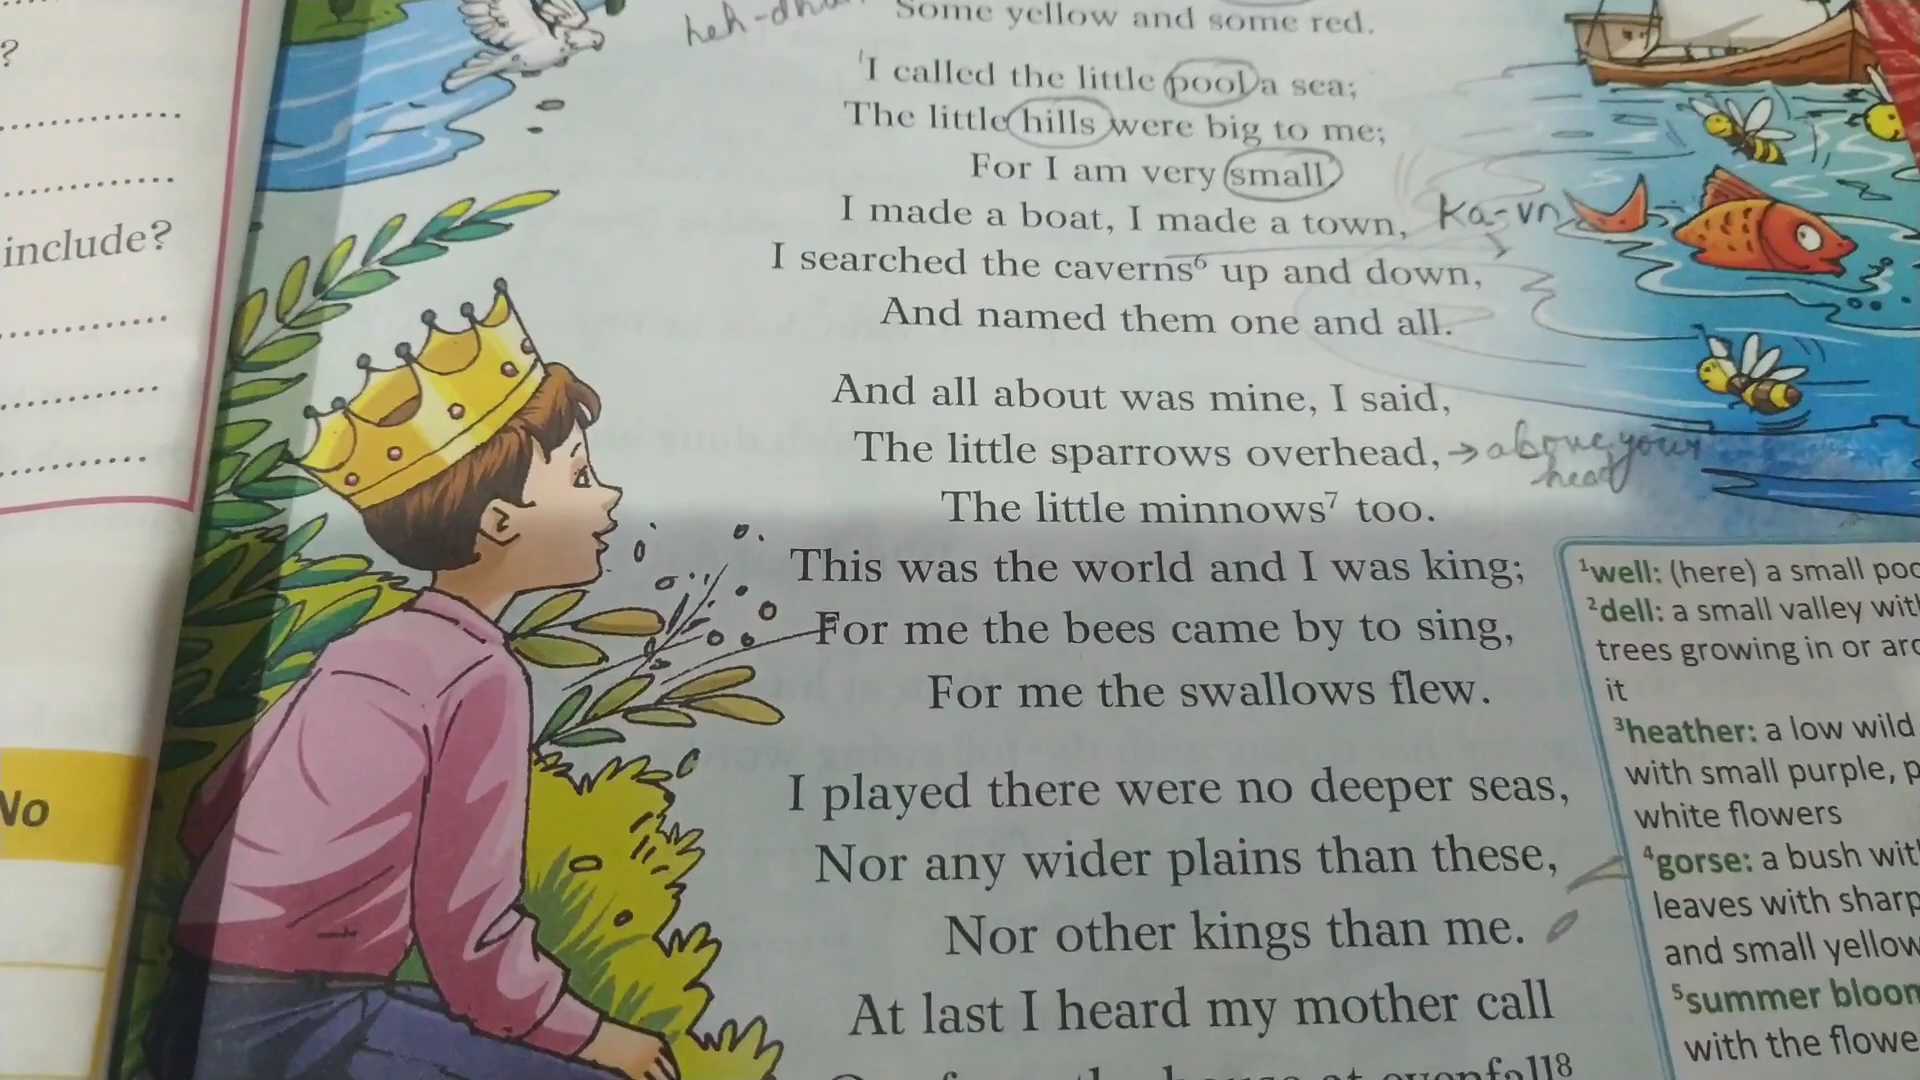 ?
include?
No
heh-
Some yellow and some red.
'I called the little pool a sea;
The little hills were big to me;
For I am very small.
I made a boat, I made a town,
Ka-vn
I searched the caverns⁶ up and down,
And named them one and all.
And all about was mine, I said,
The little sparrows overhead, → above your
head
The little minnows⁷ too.
This was the world and I was king;
For me the bees came by to sing,
For me the swallows flew.
I played there were no deeper seas,
Nor any wider plains than these,
Nor other kings than me.
At last I heard my mother call
¹well: (here) a small poo
²dell: a small valley wit
trees growing in or aro
it
³heather: a low wild
with small purple, p
white flowers
⁴gorse: a bush wit
leaves with sharp
and small yellow
⁵summer bloom
with the flowe